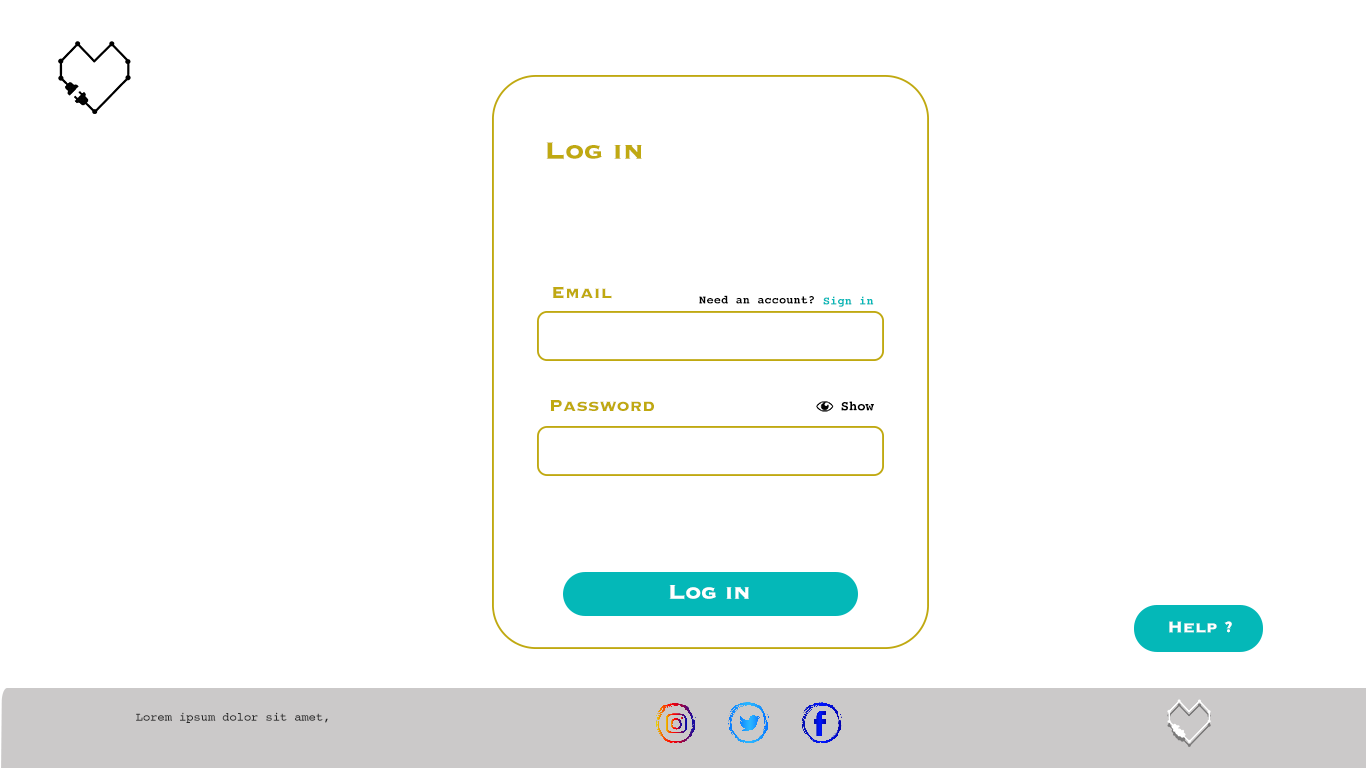 Log in
Email
Need an account? Sign in
Password
Show
Log in
Help ?
Lorem ipsum dolor sit amet,